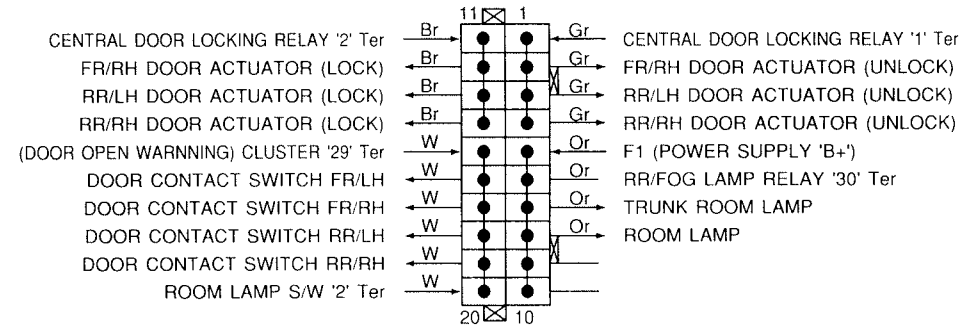 11 1
CENTRAL DOOR LOCKING RELAY '2' Ter Br Gr CENTRAL DOOR LOCKING RELAY '1' Ter
FR/RH DOOR ACTUATOR (LOCK) Br Gr FR/RH DOOR ACTUATOR (UNLOCK)
RR/LH DOOR ACTUATOR (LOCK) Br Gr RR/LH DOOR ACTUATOR (UNLOCK)
RR/RH DOOR ACTUATOR (LOCK) Br Gr RR/RH DOOR ACTUATOR (UNLOCK)
(DOOR OPEN WARNNING) CLUSTER '29' Ter W Or F1 (POWER SUPPLY 'B+')
DOOR CONTACT SWITCH FR/LH W Or RR/FOG LAMP RELAY '30' Ter
DOOR CONTACT SWITCH FR/RH W Or TRUNK ROOM LAMP
DOOR CONTACT SWITCH RR/LH W Or ROOM LAMP
DOOR CONTACT SWITCH RR/RH W
ROOM LAMP S/W '2' Ter W
20 10